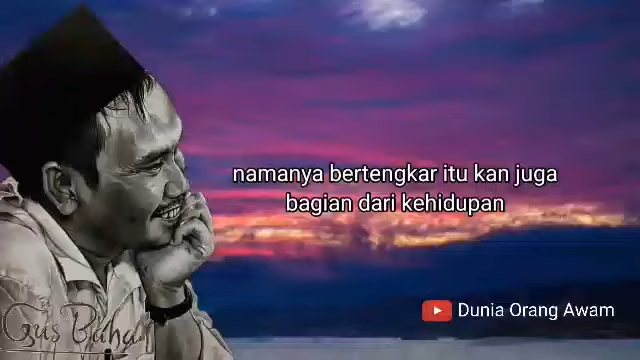 namanya bertengkar itu kan juga
bagian dari kehidupan
Dunia Orang Awam
Gus Baha